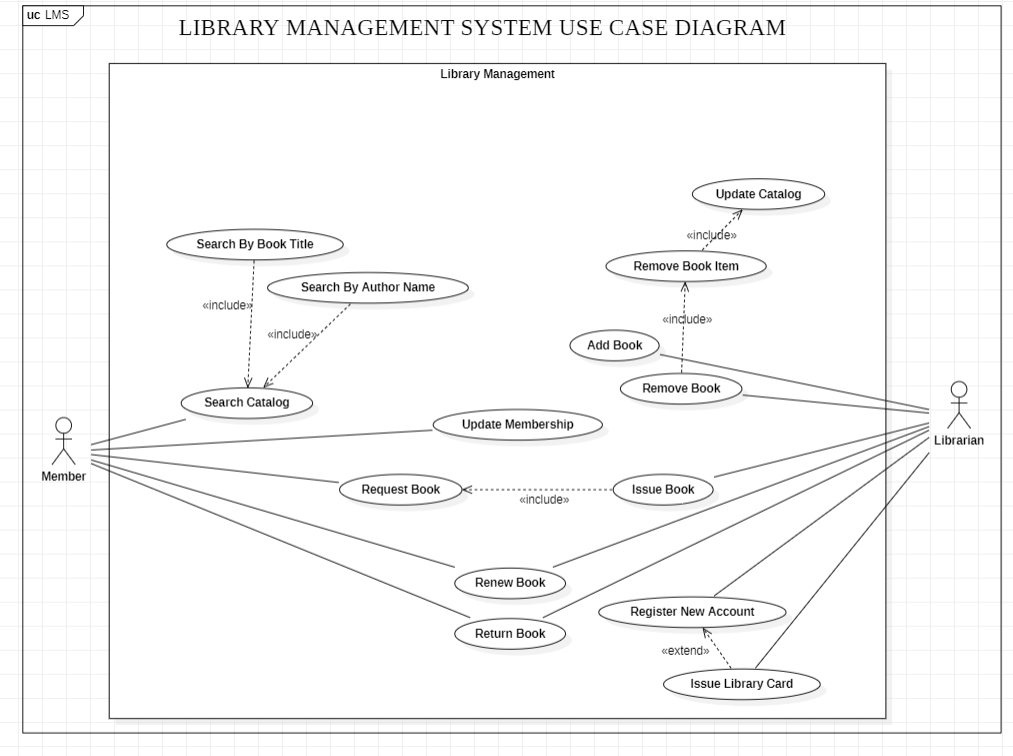 uc LMS
LIBRARY MANAGEMENT SYSTEM USE CASE DIAGRAM
Library Management
Update Catalog
«include»
Search By Book Title
Remove Book Item
Search By Author Name
«include»
«include»
«include»
Add Book
Remove Book
Search Catalog
Update Membership
Librarian
Member
Request Book
Issue Book
«include»
Renew Book
Register New Account
Return Book
«extend»
Issue Library Card